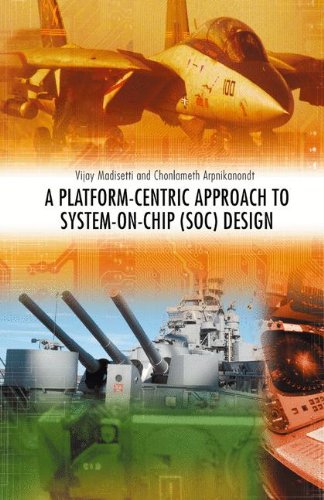 100
Vijay Madisetti and Chonlameth Arpnikanondt
A PLATFORM-CENTRIC APPROACH TO
SYSTEM-ON-CHIP (SOC) DESIGN